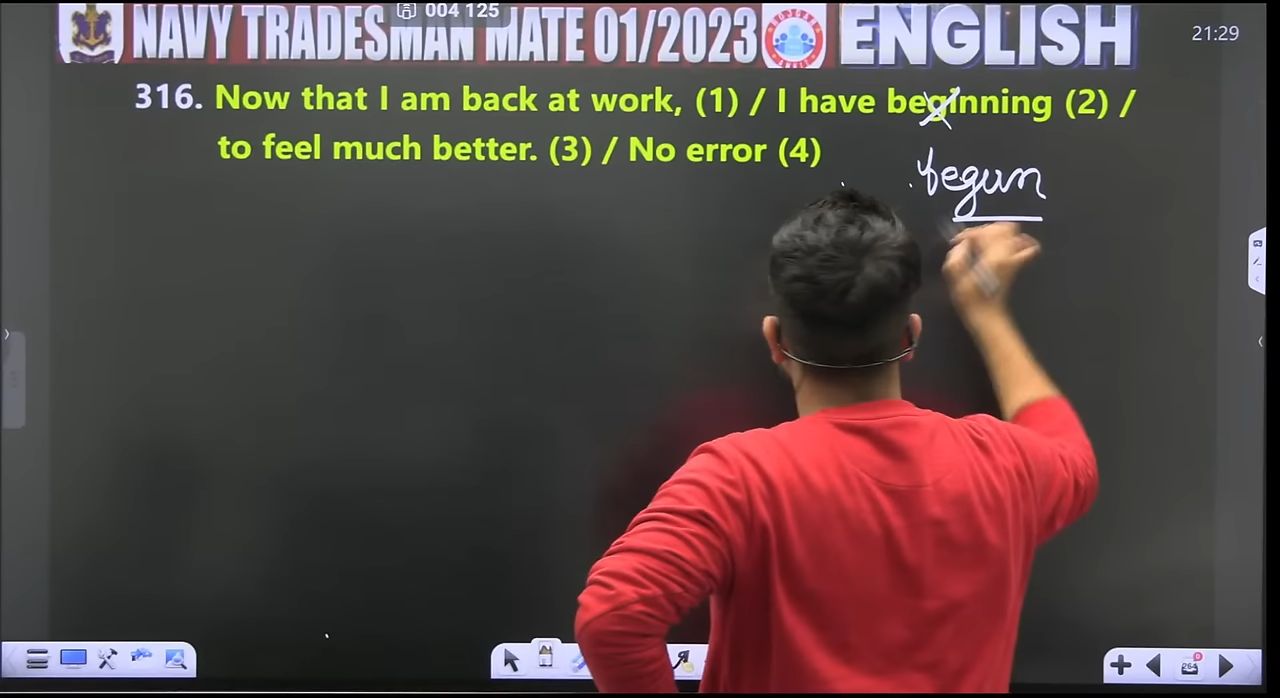 004 125
NAVY TRADESMAN MATE 01/2023 ENGLISH
21:29
316. Now that I am back at work, (1) / I have beginning (2) /
to feel much better. (3) / No error (4)
begun
264